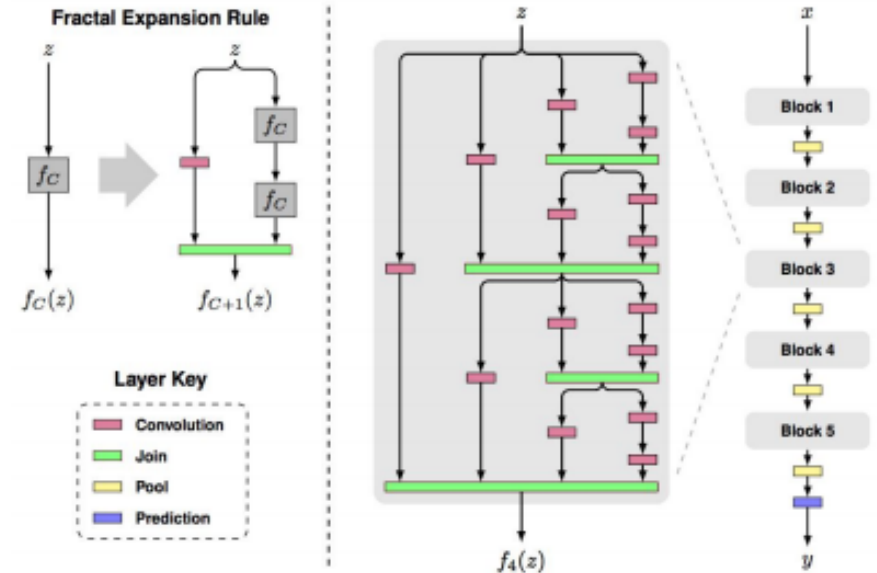 Fractal Expansion Rule
z
z
f_C
f_C
f_C
f_C(z)
f_{C+1}(z)
Layer Key
Convolution
Join
Pool
Prediction
z
f_4(z)
x
Block 1
Block 2
Block 3
Block 4
Block 5
y